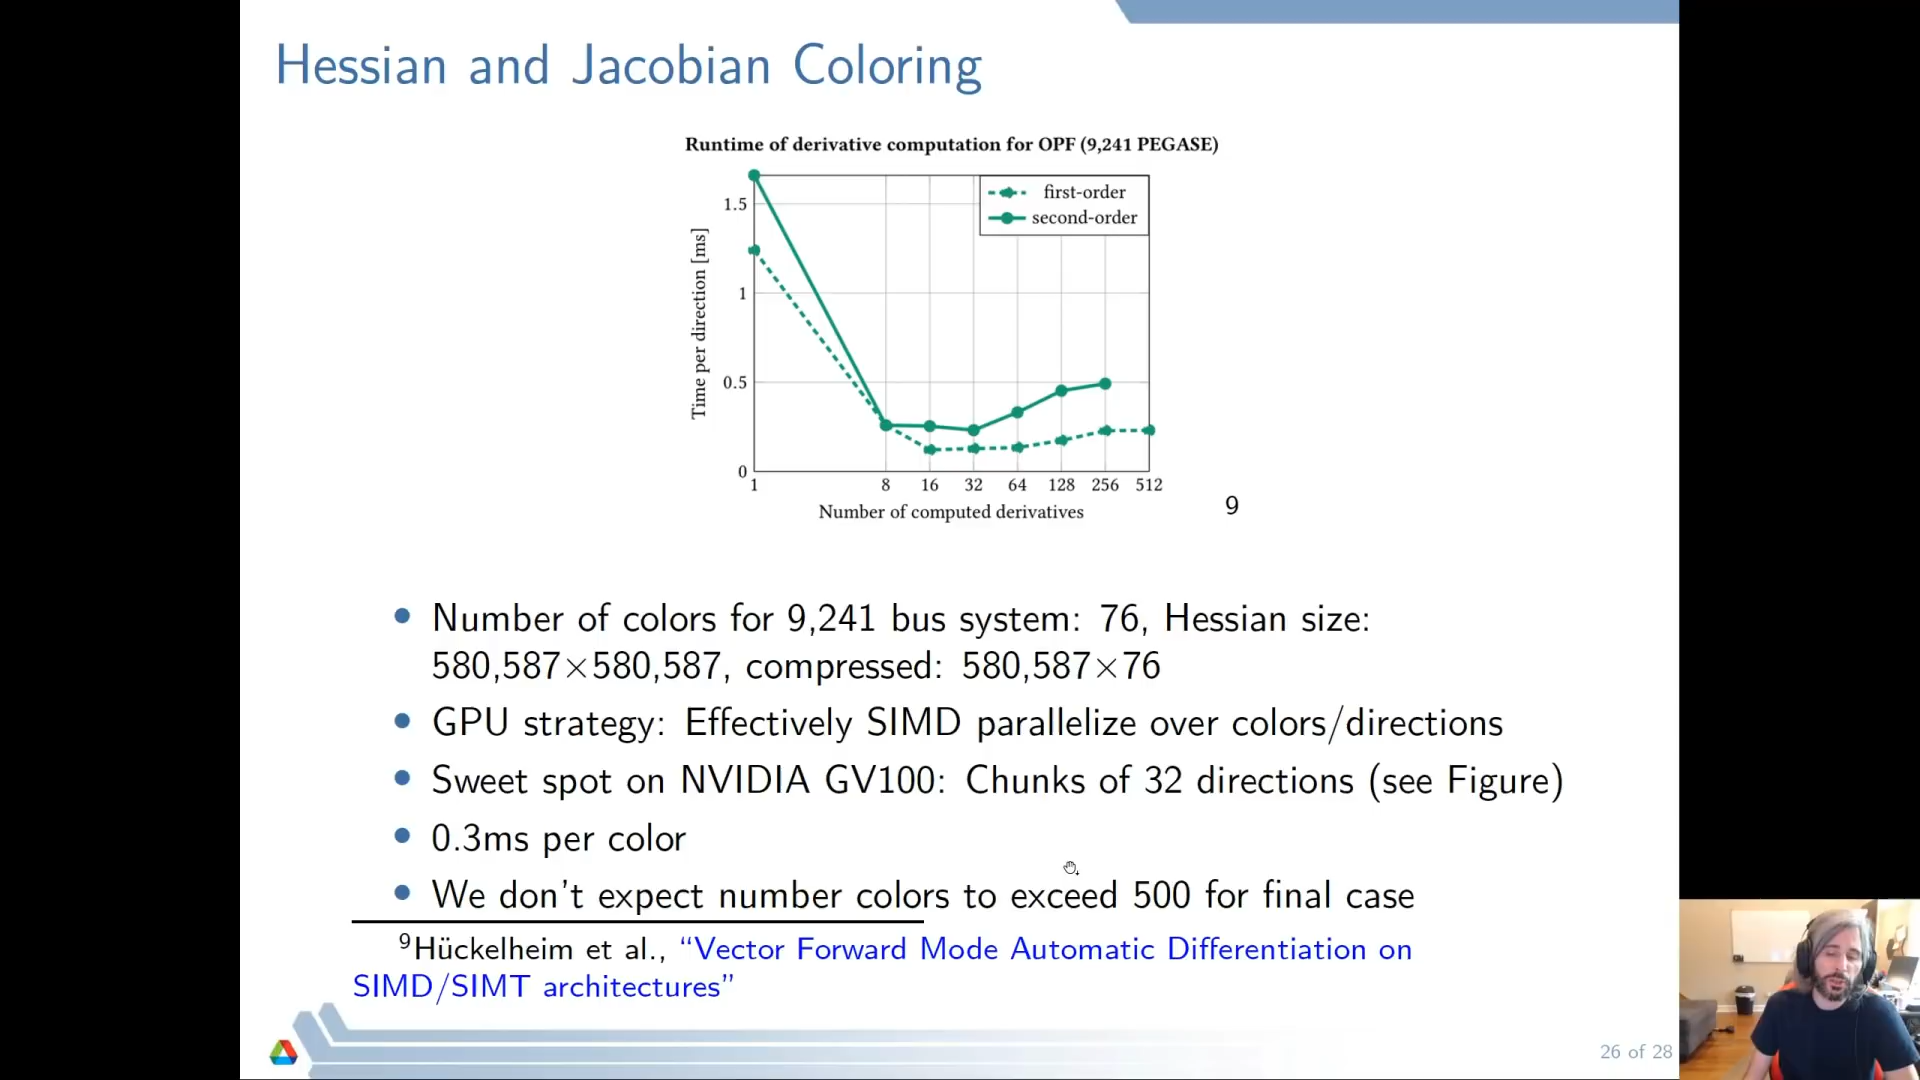 Hessian and Jacobian Coloring
Runtime of derivative computation for OPF (9,241 PEGASE)
first-order
second-order
1.5
1
0.5
0
Time per direction [ms]
1 8 16 32 64 128 256 512
Number of computed derivatives
9
• Number of colors for 9,241 bus system: 76, Hessian size:
580,587×580,587, compressed: 580,587×76
• GPU strategy: Effectively SIMD parallelize over colors/directions
• Sweet spot on NVIDIA GV100: Chunks of 32 directions (see Figure)
• 0.3ms per color
• We don't expect number colors to exceed 500 for final case
9Hückelheim et al., “Vector Forward Mode Automatic Differentiation on
SIMD/SIMT architectures”
26 of 28